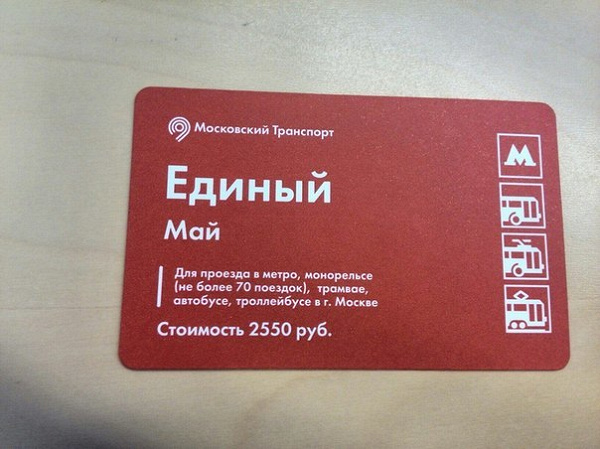 Московский Транспорт
Единый
Май
Для проезда в метро, монорельсе
(не более 70 поездок), трамвае,
автобусе, троллейбусе в г. Москве
Стоимость 2550 руб.
М